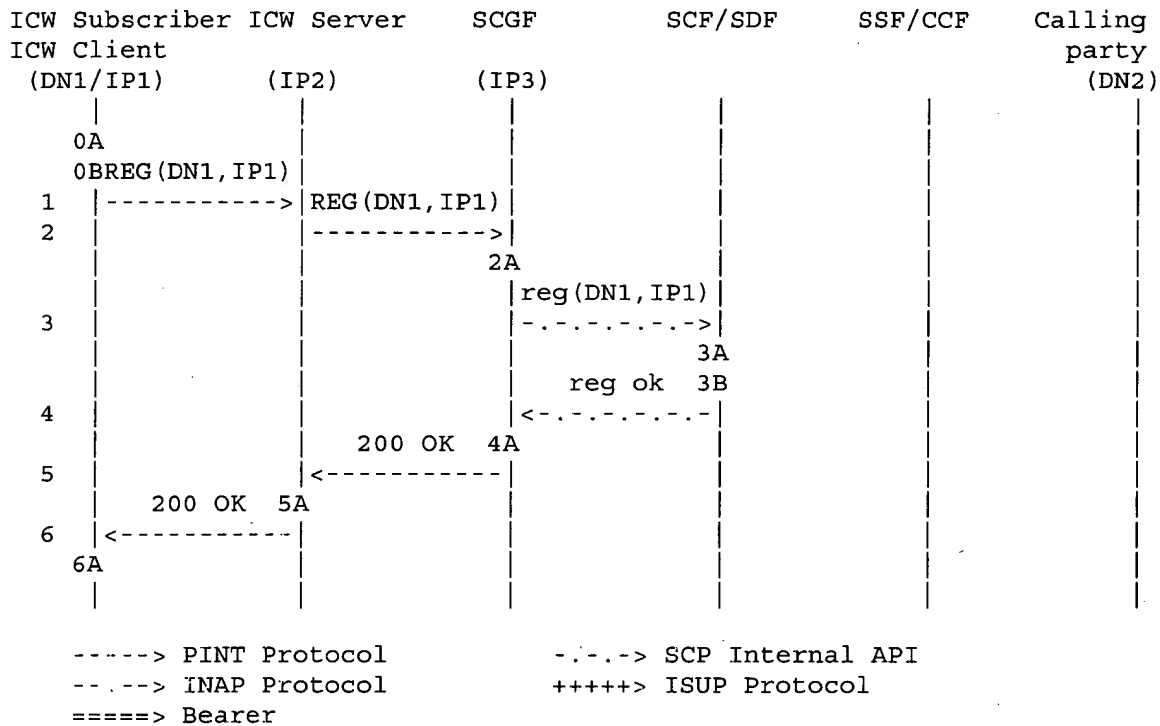 ICW Subscriber ICW Server SCGF SCF/SDF SSF/CCF Calling
ICW Client party
(DN1/IP1) (IP2) (IP3) (DN2)
0A
0BREG(DN1,IP1)
1 |----------->|REG(DN1,IP1)|
2 |----------->|
2A
|reg(DN1,IP1)|
3 |-.-.-.-.-.->|
3A
reg ok 3B
4 |<-.-.-.-.-.-|
200 OK 4A
5 |<-----------
200 OK 5A
6 |<-----------
6A
-----> PINT Protocol -.-.-> SCP Internal API
--.--> INAP Protocol +++++> ISUP Protocol
=====> Bearer